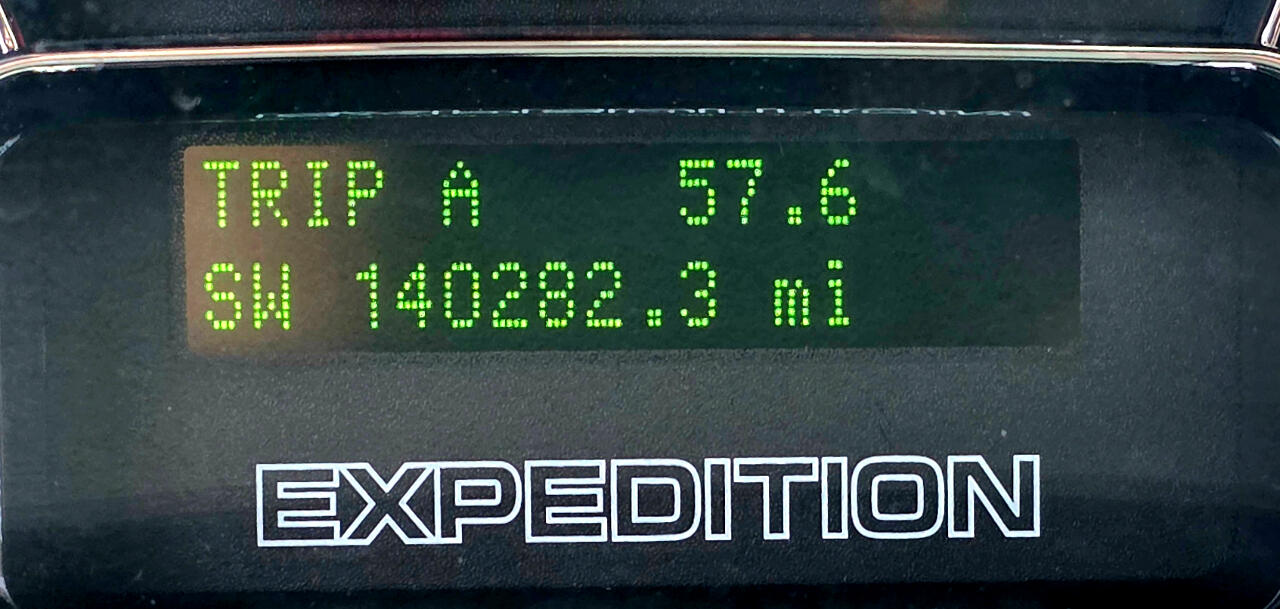 TRIP A 57.6
SW 140282.3 mi
EXPEDITION